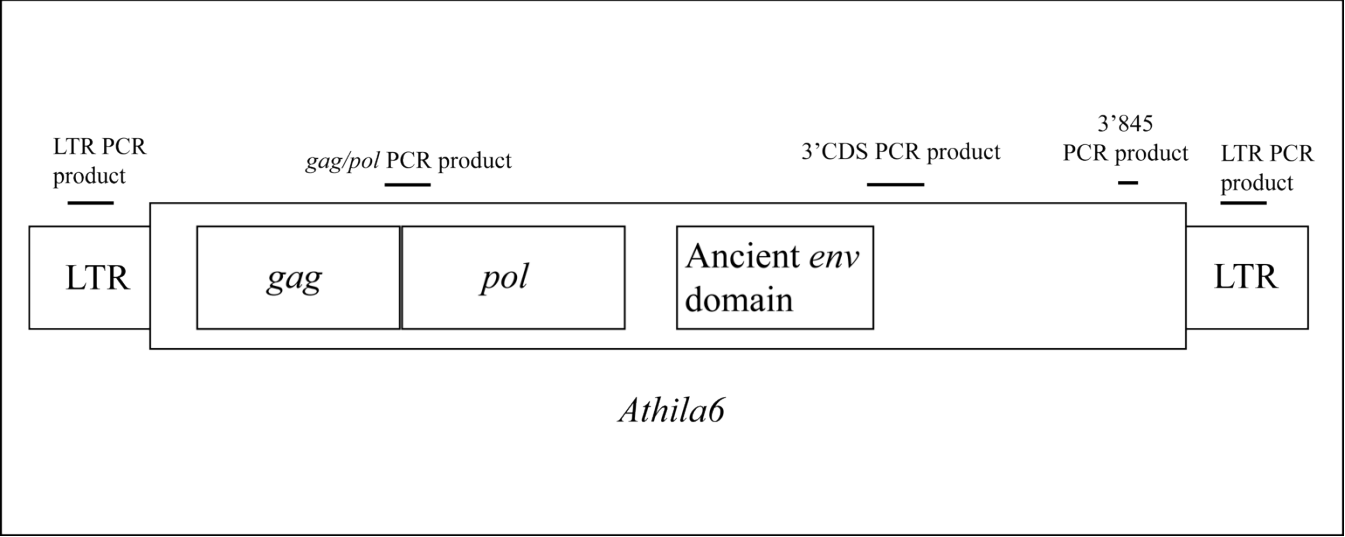 LTR PCR
product
gag/pol PCR product
3’CDS PCR product
3’845
PCR product
LTR PCR
product
LTR
gag
pol
Ancient env
domain
LTR
Athila6